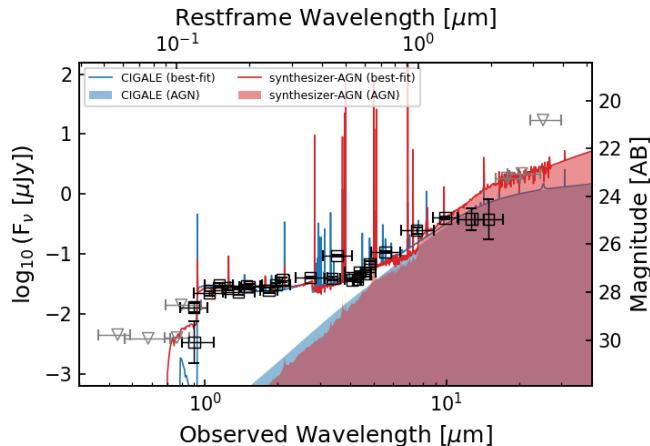 Restframe Wavelength [μm]
10⁻¹ 10⁰
CIGALE (best-fit) synthesizer-AGN (best-fit)
CIGALE (AGN) synthesizer-AGN (AGN)
log₁₀(Fν [μJy])
2
1
0
−1
−2
−3
20
22
24
26
28
30
Magnitude [AB]
10⁰ 10¹
Observed Wavelength [μm]